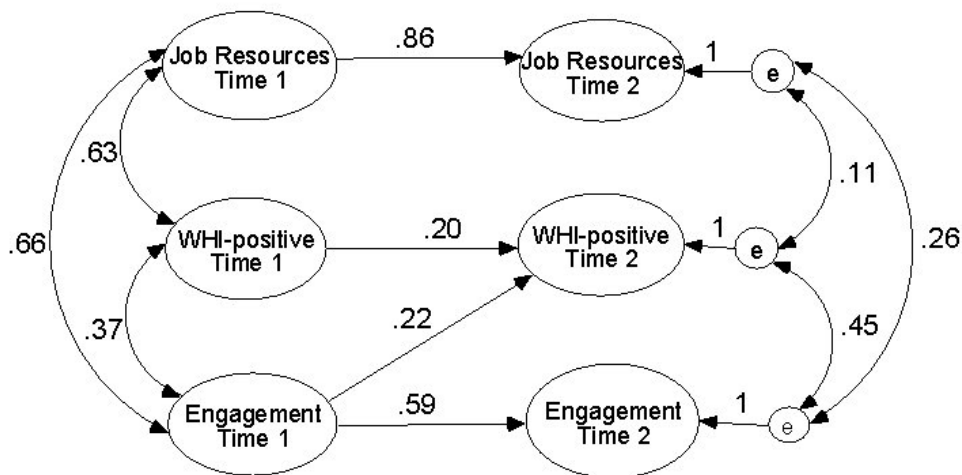 Job Resources
Time 1
.86
Job Resources
Time 2
1
e
.63
.11
.66
WHI-positive
Time 1
.20
WHI-positive
Time 2
1
e
.26
.37
.22
.45
Engagement
Time 1
.59
Engagement
Time 2
1
e